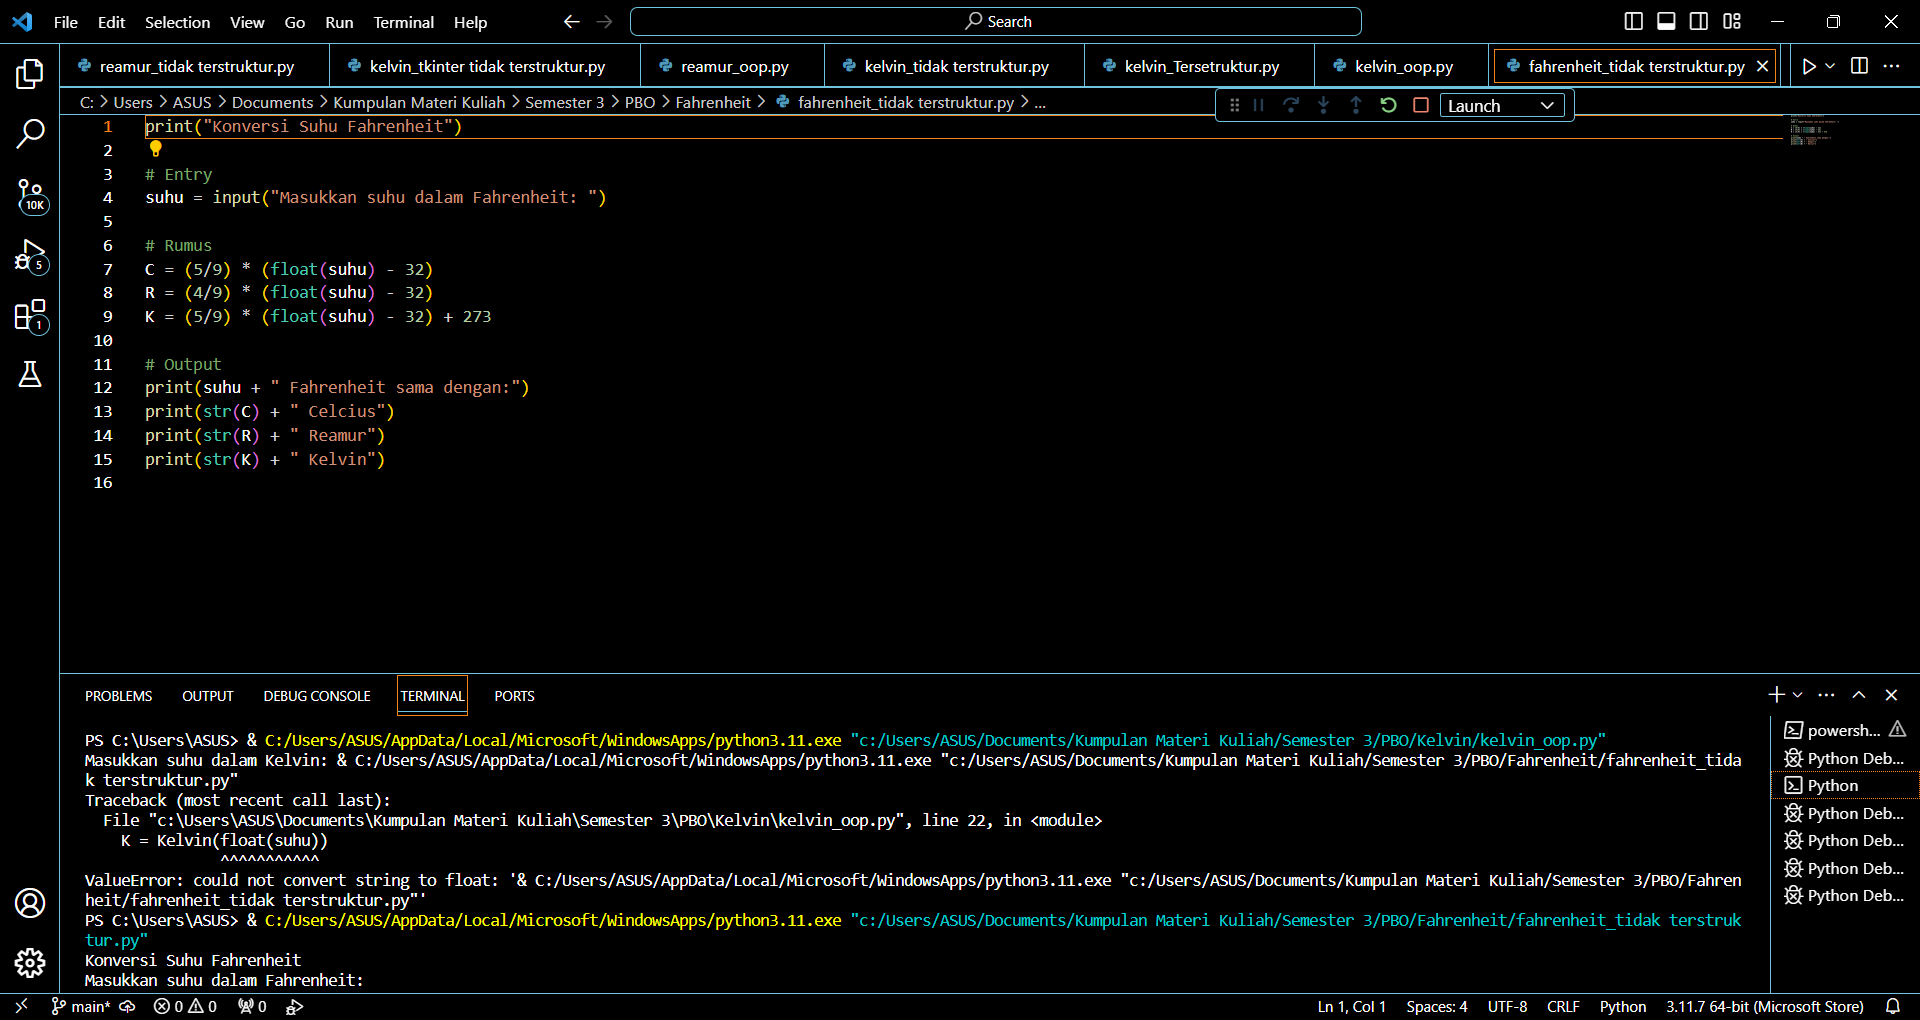 File Edit Selection View Go Run Terminal Help
Search
reamur_tidak terstruktur.py
kelvin_tkinter tidak terstruktur.py
reamur_oop.py
kelvin_tidak terstruktur.py
kelvin_Tersetruktur.py
kelvin_oop.py
fahrenheit_tidak terstruktur.py
C: > Users > ASUS > Documents > Kumpulan Materi Kuliah > Semester 3 > PBO > Fahrenheit > fahrenheit_tidak terstruktur.py > ...
Launch
10K
5
1
1 print("Konversi Suhu Fahrenheit")
2
3 # Entry
4 suhu = input("Masukkan suhu dalam Fahrenheit: ")
5
6 # Rumus
7 C = (5/9) * (float(suhu) - 32)
8 R = (4/9) * (float(suhu) - 32)
9 K = (5/9) * (float(suhu) - 32) + 273
10
11 # Output
12 print(suhu + " Fahrenheit sama dengan:")
13 print(str(C) + " Celcius")
14 print(str(R) + " Reamur")
15 print(str(K) + " Kelvin")
16
PROBLEMS OUTPUT DEBUG CONSOLE TERMINAL PORTS
PS C:\Users\ASUS> & C:/Users/ASUS/AppData/Local/Microsoft/WindowsApps/python3.11.exe "c:/Users/ASUS/Documents/Kumpulan Materi Kuliah/Semester 3/PBO/Kelvin/kelvin_oop.py"
Masukkan suhu dalam Kelvin: & C:/Users/ASUS/AppData/Local/Microsoft/WindowsApps/python3.11.exe "c:/Users/ASUS/Documents/Kumpulan Materi Kuliah/Semester 3/PBO/Fahrenheit/fahrenheit_tida
k terstruktur.py"
Traceback (most recent call last):
File "c:\Users\ASUS\Documents\Kumpulan Materi Kuliah\Semester 3\PBO\Kelvin\kelvin_oop.py", line 22, in <module>
K = Kelvin(float(suhu))
^^^^^^^^^^^
ValueError: could not convert string to float: '& C:/Users/ASUS/AppData/Local/Microsoft/WindowsApps/python3.11.exe "c:/Users/ASUS/Documents/Kumpulan Materi Kuliah/Semester 3/PBO/Fahren
heit/fahrenheit_tidak terstruktur.py"'
PS C:\Users\ASUS> & C:/Users/ASUS/AppData/Local/Microsoft/WindowsApps/python3.11.exe "c:/Users/ASUS/Documents/Kumpulan Materi Kuliah/Semester 3/PBO/Fahrenheit/fahrenheit_tidak terstruk
tur.py"
Konversi Suhu Fahrenheit
Masukkan suhu dalam Fahrenheit:
powersh...
Python Deb...
Python
Python Deb...
Python Deb...
Python Deb...
Python Deb...
main* 0 0 0 Ln 1, Col 1 Spaces: 4 UTF-8 CRLF Python 3.11.7 64-bit (Microsoft Store)